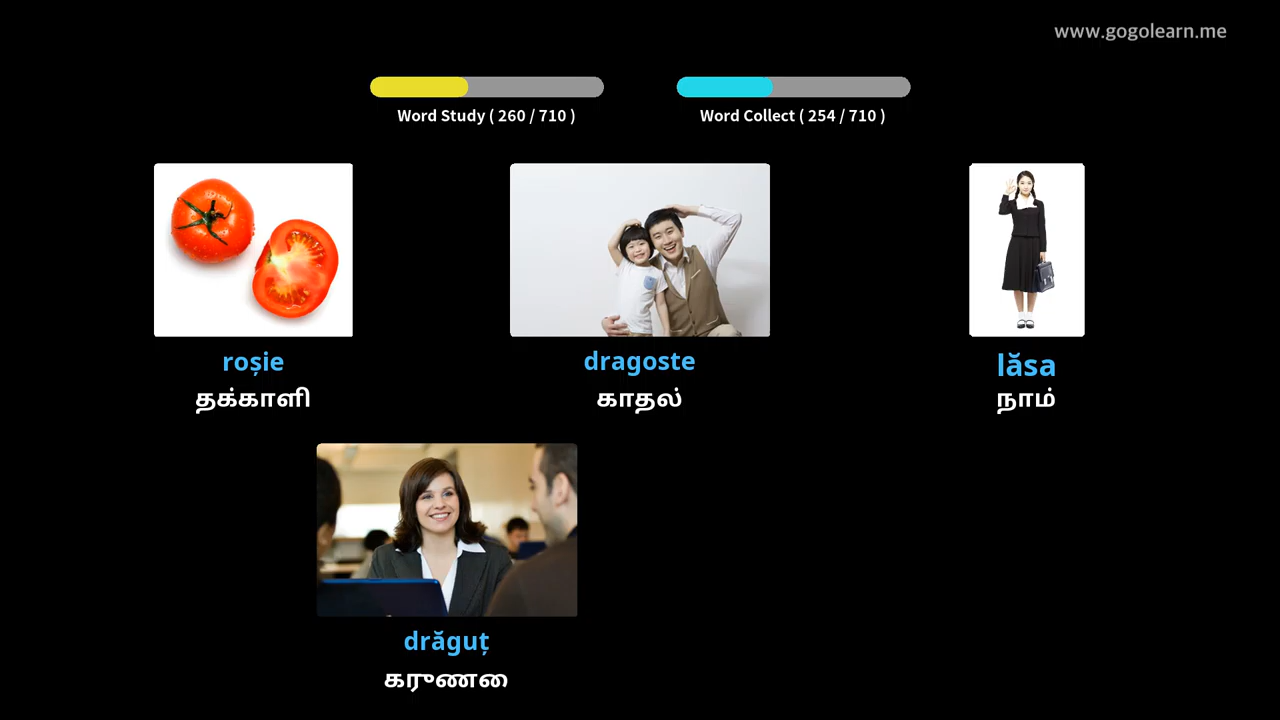 www.gogolearn.me
Word Study ( 260 / 710 )
Word Collect ( 254 / 710 )
roșie
தக்காளி
dragoste
காதல்
lăsa
நாம்
drăguț
கருணை